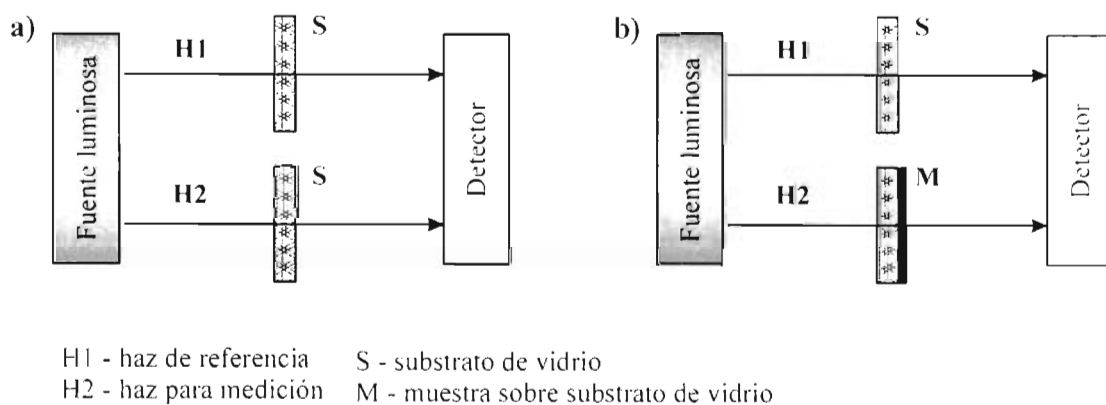 a)
Fuente luminosa
H1
S
H2
S
Detector
b)
Fuente luminosa
H1
S
H2
M
Detector
H1 - haz de referencia
S - substrato de vidrio
H2 - haz para medición
M - muestra sobre substrato de vidrio